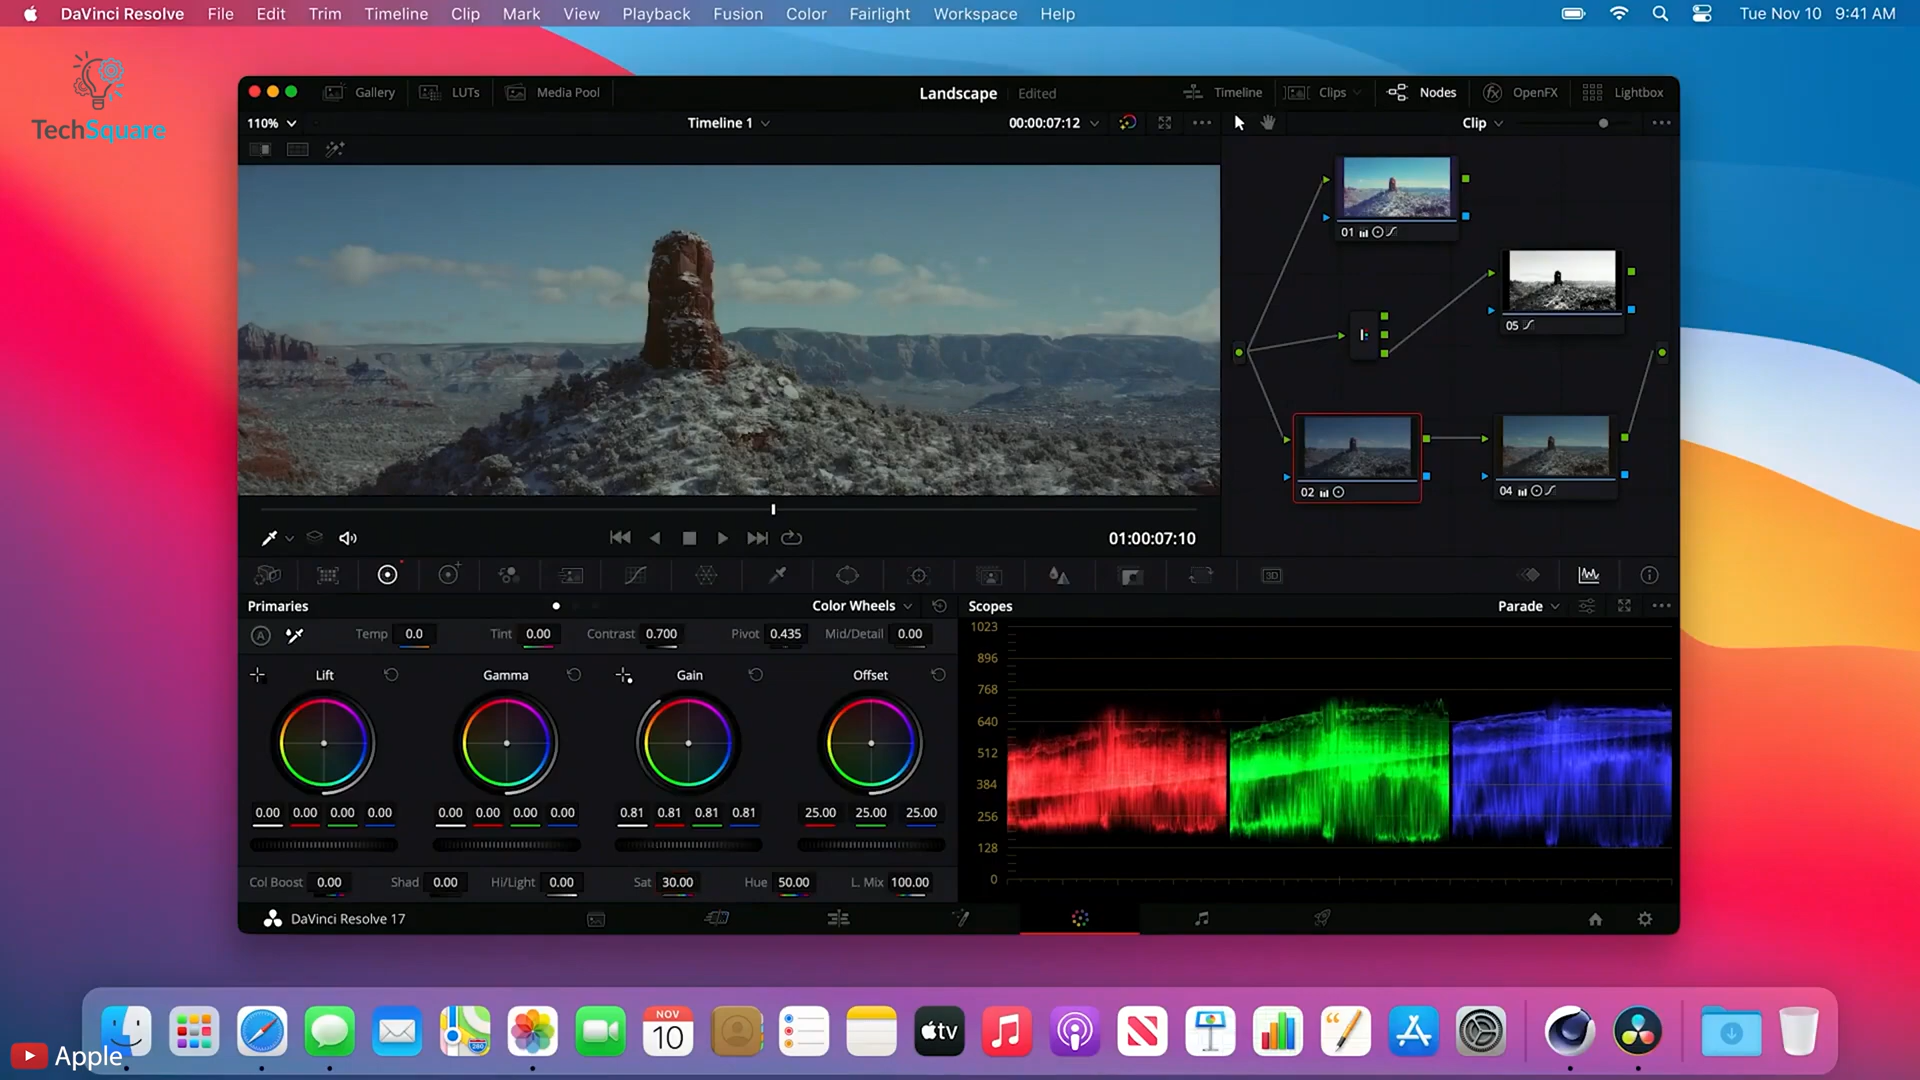 DaVinci Resolve File Edit Trim Timeline Clip Mark View Playback Fusion Color Fairlight Workspace Help Tue Nov 10 9:41 AM
TechSquare
Gallery LUTs Media Pool Landscape Edited Timeline Clips Nodes OpenFX Lightbox
110% Timeline 1 00:00:07:12 Clip
01
05
02
04
01:00:07:10
3D
Primaries Color Wheels Scopes Parade
A Temp 0.0 Tint 0.00 Contrast 0.700 Pivot 0.435 Mid/Detail 0.00
Lift Gamma Gain Offset
0.00 0.00 0.00 0.00 0.00 0.00 0.00 0.00 0.81 0.81 0.81 0.81 25.00 25.00 25.00
Col Boost 0.00 Shad 0.00 Hi/Light 0.00 Sat 30.00 Hue 50.00 L. Mix 100.00
1023
896
768
640
512
384
256
128
0
DaVinci Resolve 17
NOV
10
tv
280
Apple